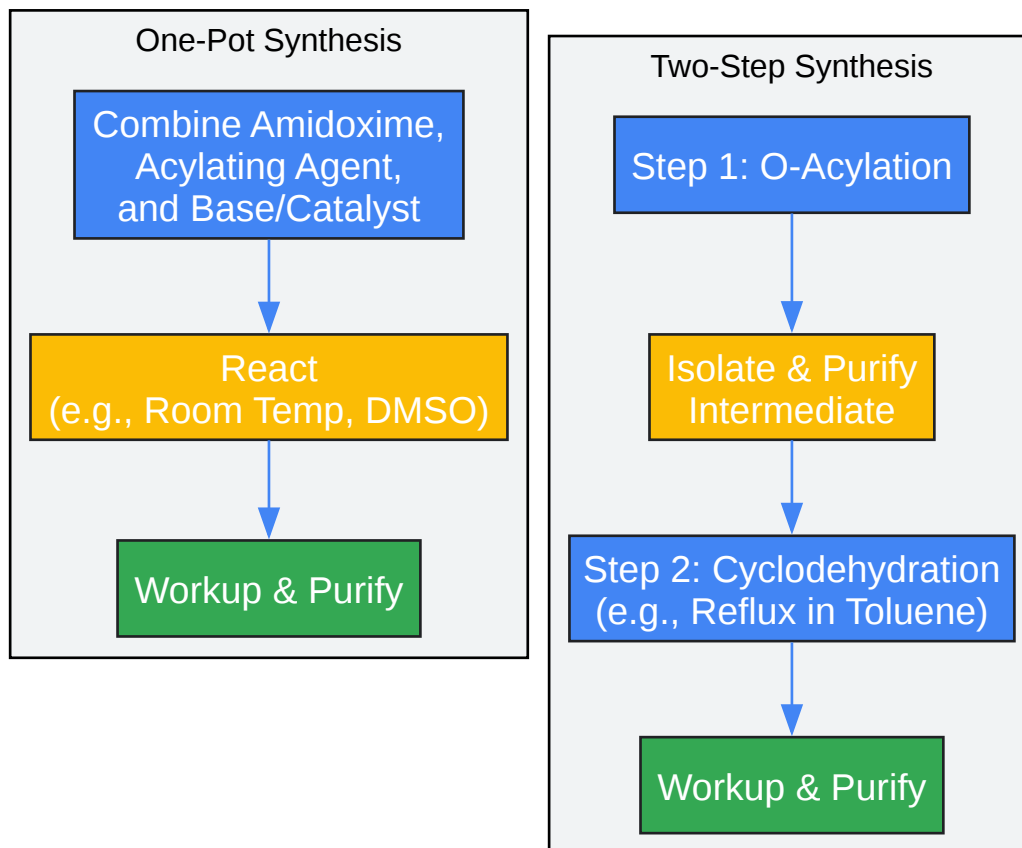 One-Pot Synthesis
Combine Amidoxime,
Acylating Agent,
and Base/Catalyst
React
(e.g., Room Temp, DMSO)
Workup & Purify
Two-Step Synthesis
Step 1: O-Acylation
Isolate & Purify
Intermediate
Step 2: Cyclodehydration
(e.g., Reflux in Toluene)
Workup & Purify